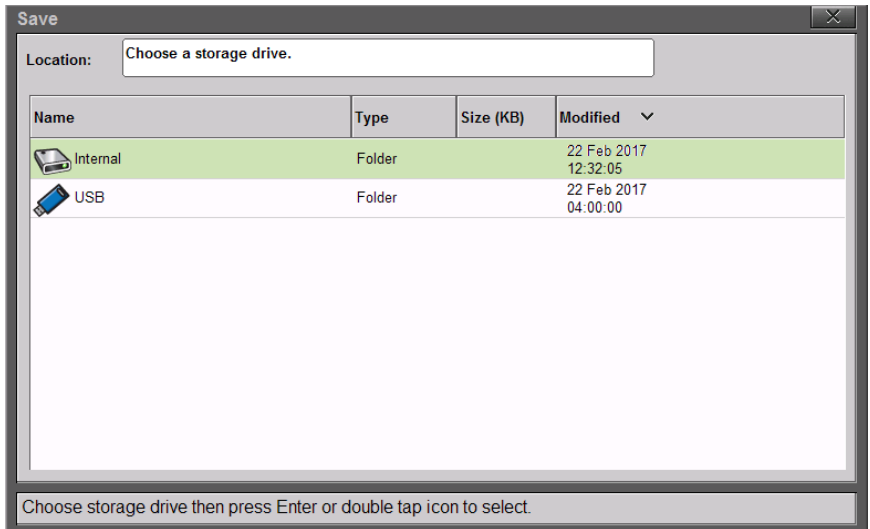 Save
Location: Choose a storage drive.
Name Type Size (KB) Modified
Internal Folder 22 Feb 2017
12:32:05
USB Folder 22 Feb 2017
04:00:00
Choose storage drive then press Enter or double tap icon to select.